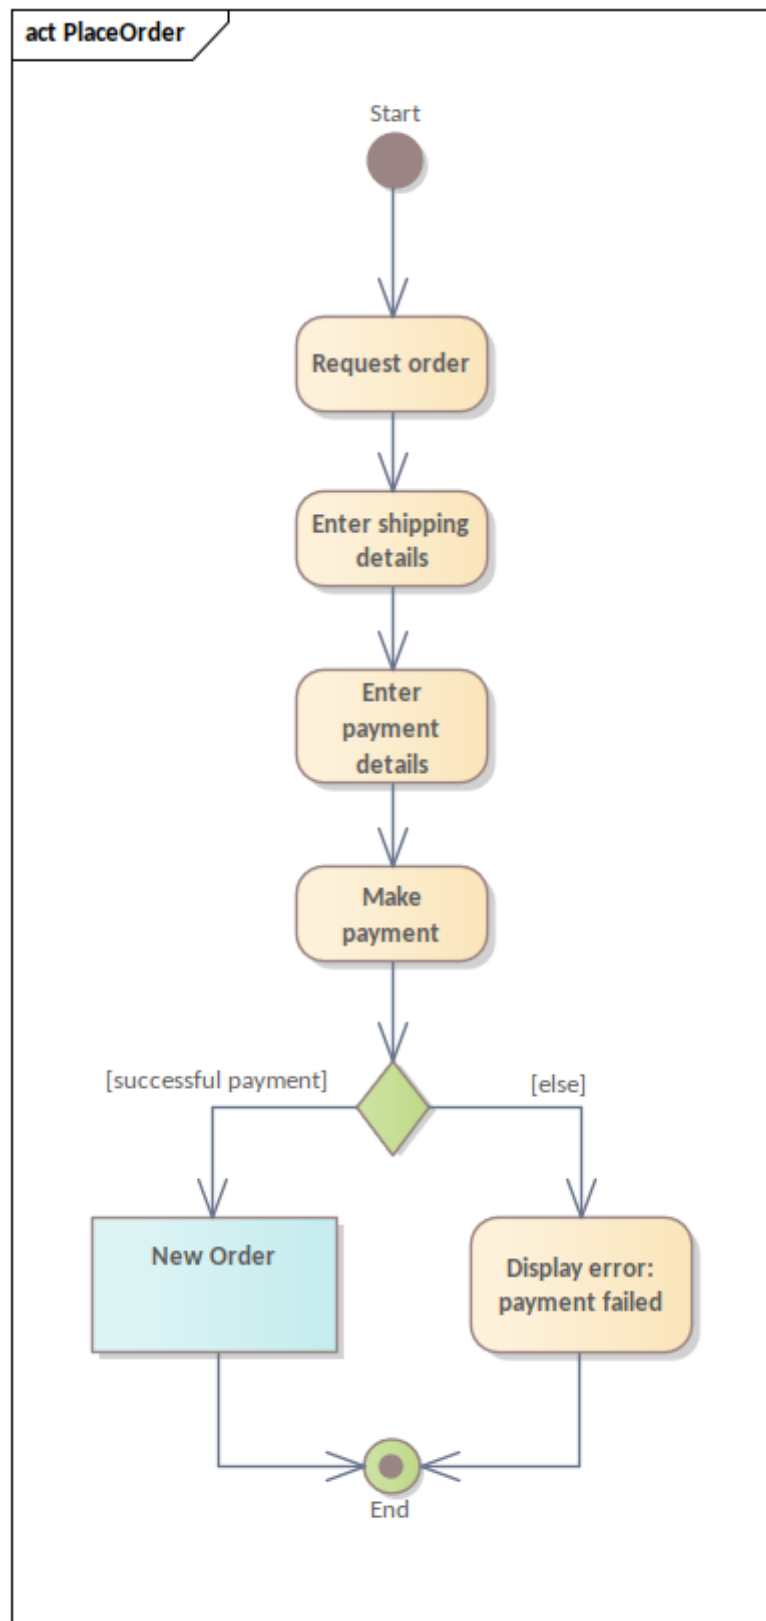 act PlaceOrder
Start
Request order
Enter shipping
details
Enter
payment
details
Make
payment
[successful payment]
[else]
New Order
Display error:
payment failed
End